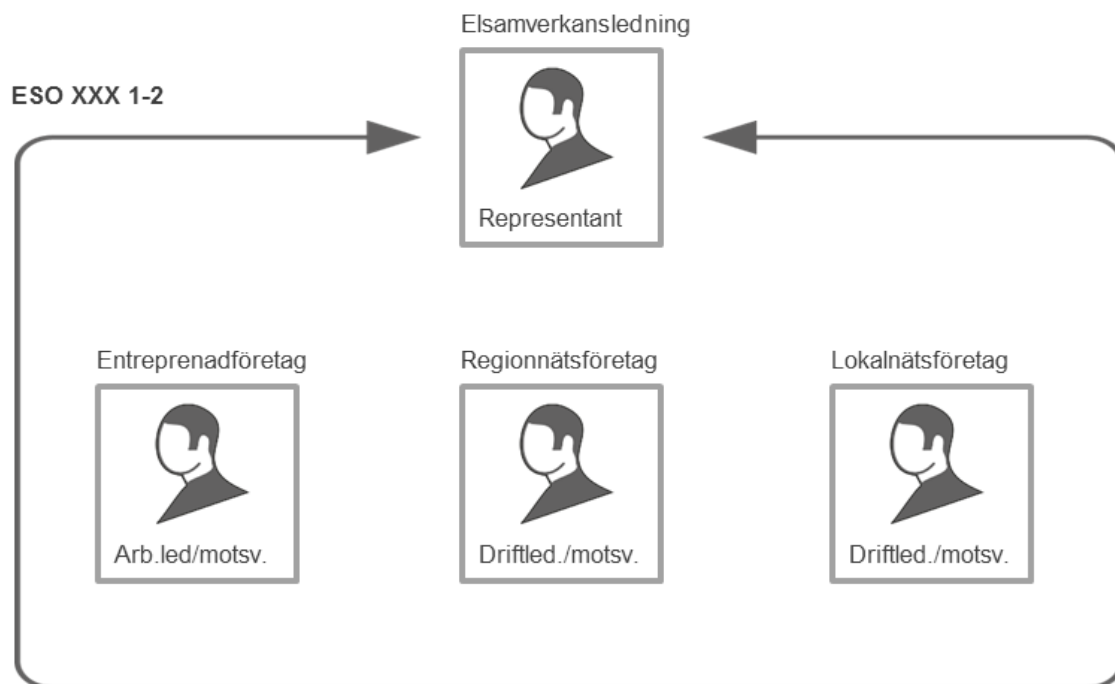 Elsamverkansledning
ESO XXX 1-2
Representant
Entreprenadföretag
Regionnätsföretag
Lokalnätsföretag
Arb.led/motsv.
Driftled./motsv.
Driftled./motsv.